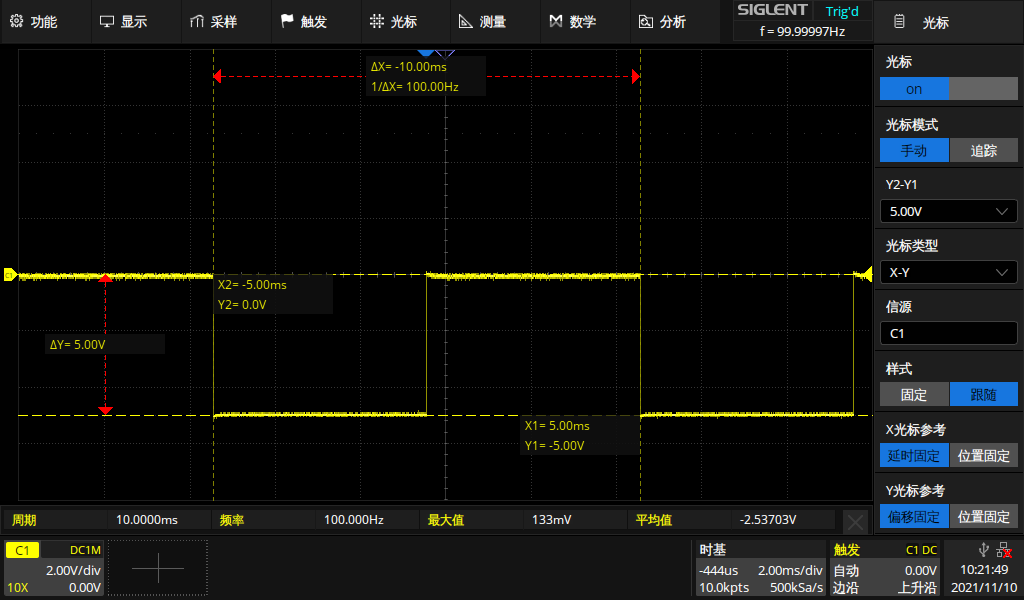 功能 显示 采样 触发 光标 测量 数学 分析
SIGLENT Trig'd
f = 99.99997Hz
光标
ΔX= -10.00ms
1/ΔX= 100.00Hz
X2= -5.00ms
Y2= 0.0V
ΔY= 5.00V
X1= 5.00ms
Y1= -5.00V
C1
光标
on
光标模式
手动 追踪
Y2-Y1
5.00V
光标类型
X-Y
信源
C1
样式
固定 跟随
X光标参考
延时固定 位置固定
Y光标参考
偏移固定 位置固定
周期 10.0000ms 频率 100.000Hz 最大值 133mV 平均值 -2.53703V
C1 DC1M
2.00V/div
10X 0.00V
时基
-444us 2.00ms/div
10.0kpts 500kSa/s
触发 C1 DC
自动 0.00V
边沿 上升沿
10:21:49
2021/11/10